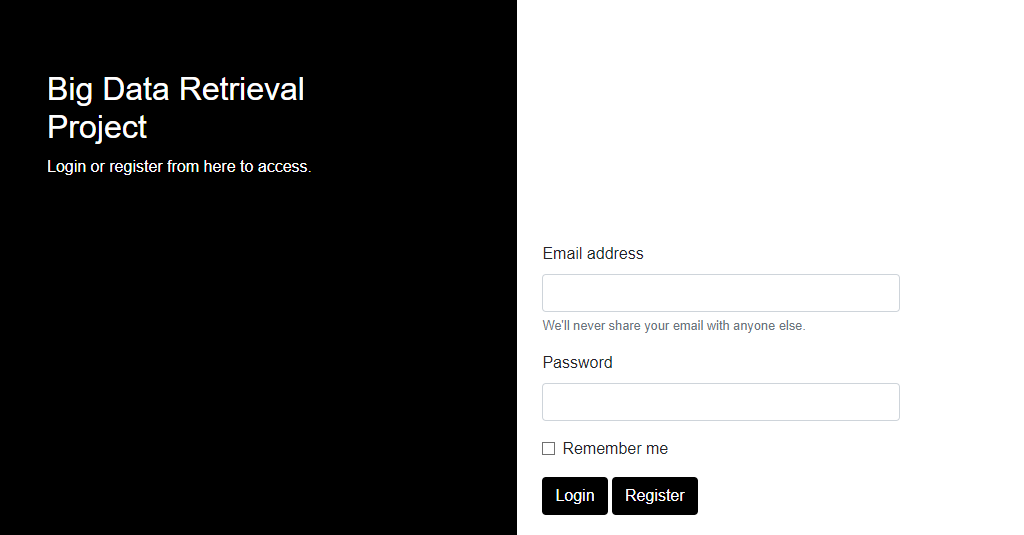 Big Data Retrieval
Project
Login or register from here to access.
Email address
We'll never share your email with anyone else.
Password
Remember me
Login Register